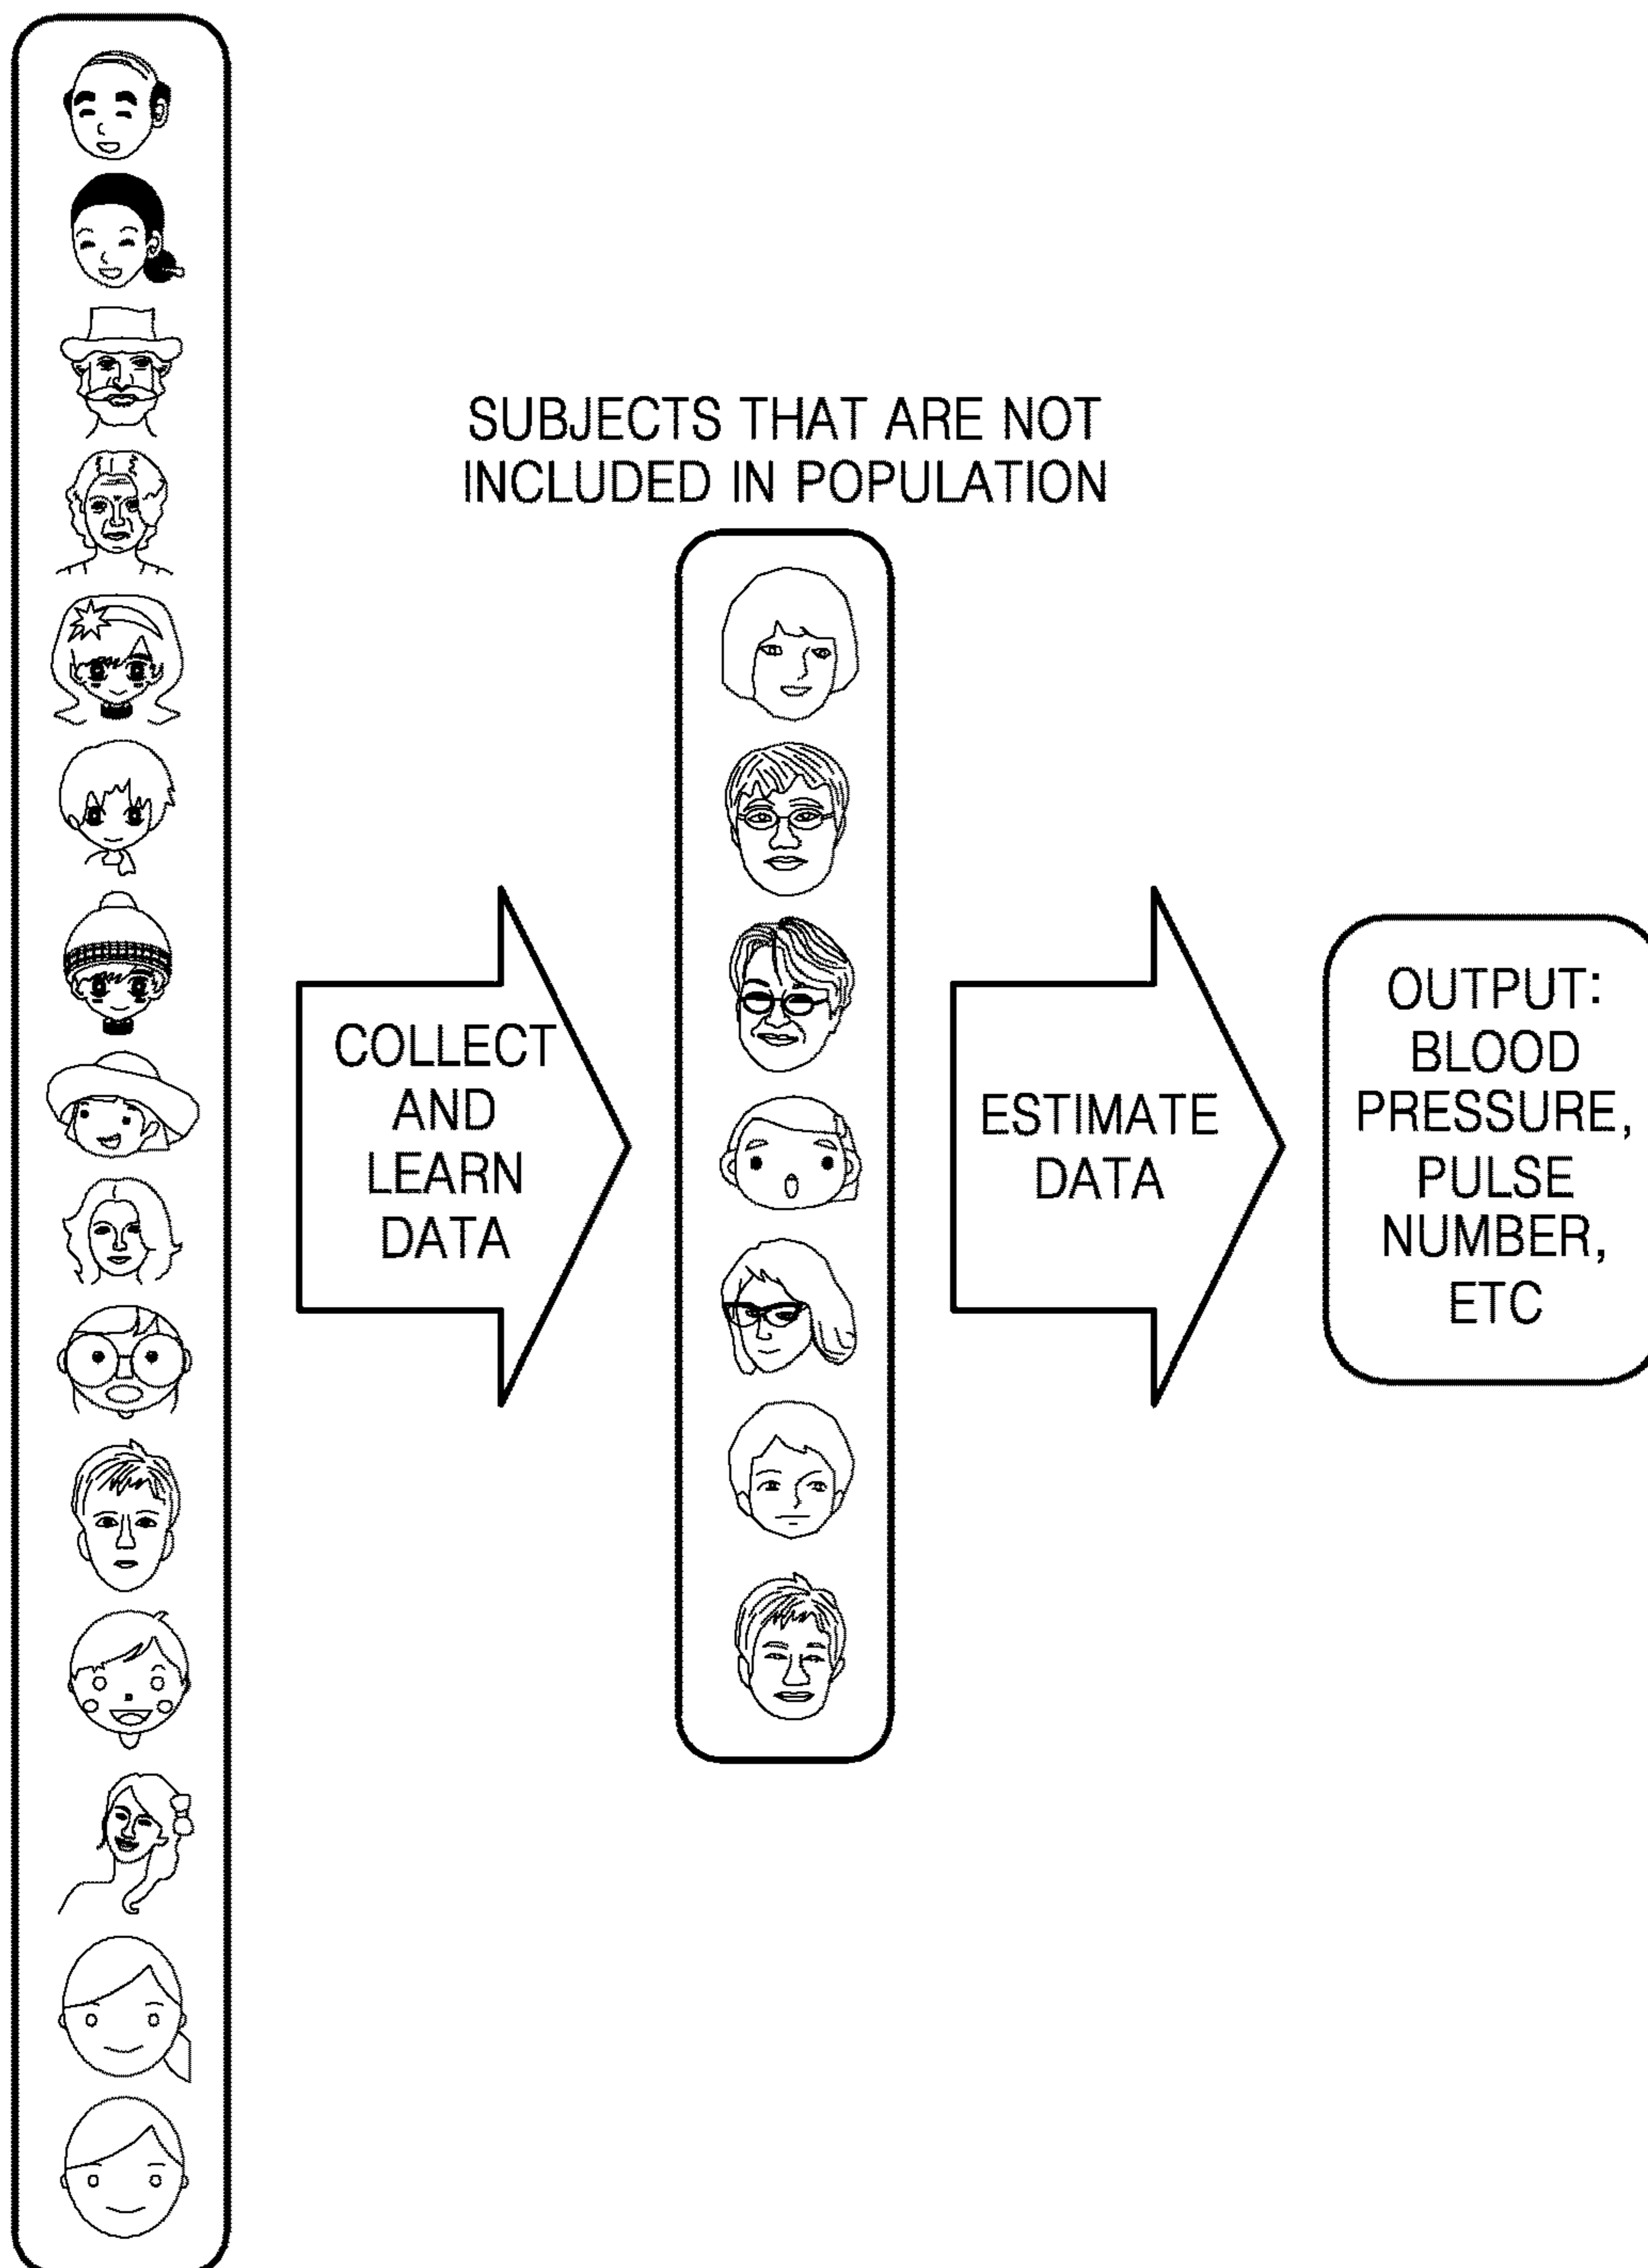 SUBJECTS THAT ARE NOT
INCLUDED IN POPULATION
COLLECT
AND
LEARN
DATA
ESTIMATE
DATA
OUTPUT:
BLOOD
PRESSURE,
PULSE
NUMBER,
ETC